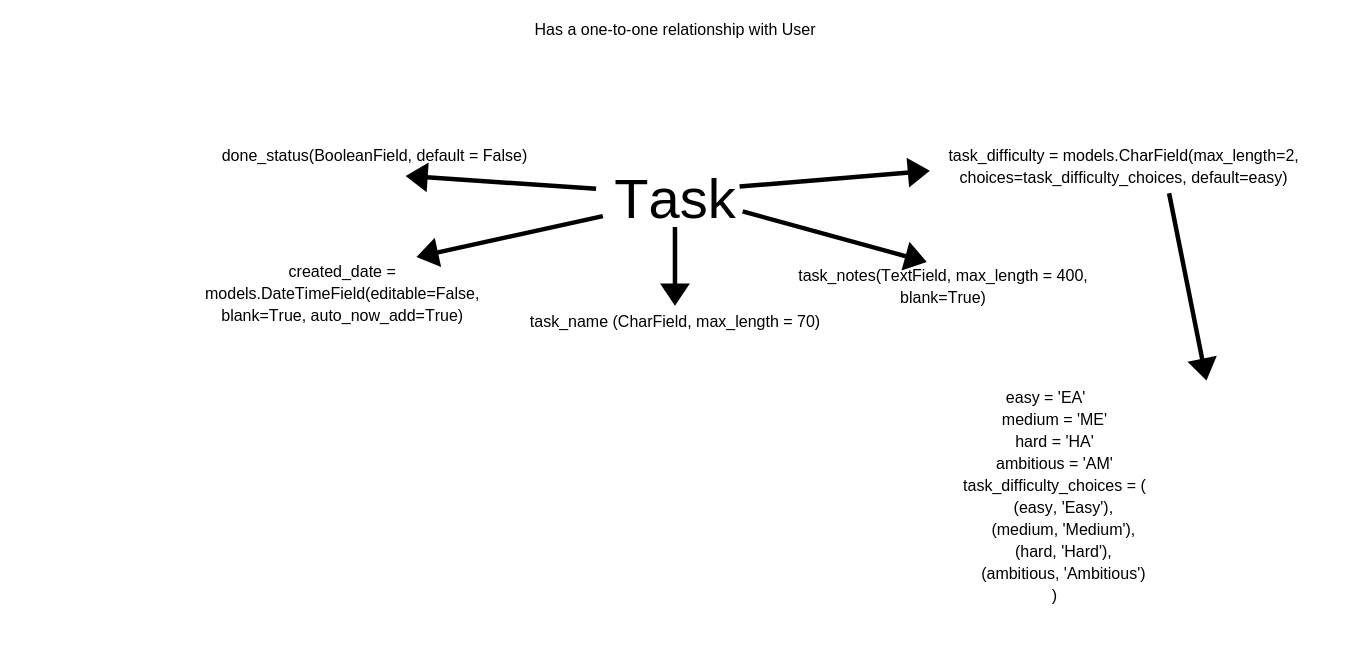 Has a one-to-one relationship with User
done_status(BooleanField, default = False)
task_difficulty = models.CharField(max_length=2,
choices=task_difficulty_choices, default=easy)
Task
created_date =
models.DateTimeField(editable=False,
blank=True, auto_now_add=True)
task_notes(TextField, max_length = 400,
blank=True)
task_name (CharField, max_length = 70)
easy = 'EA'
medium = 'ME'
hard = 'HA'
ambitious = 'AM'
task_difficulty_choices = (
(easy, 'Easy'),
(medium, 'Medium'),
(hard, 'Hard'),
(ambitious, 'Ambitious')
)